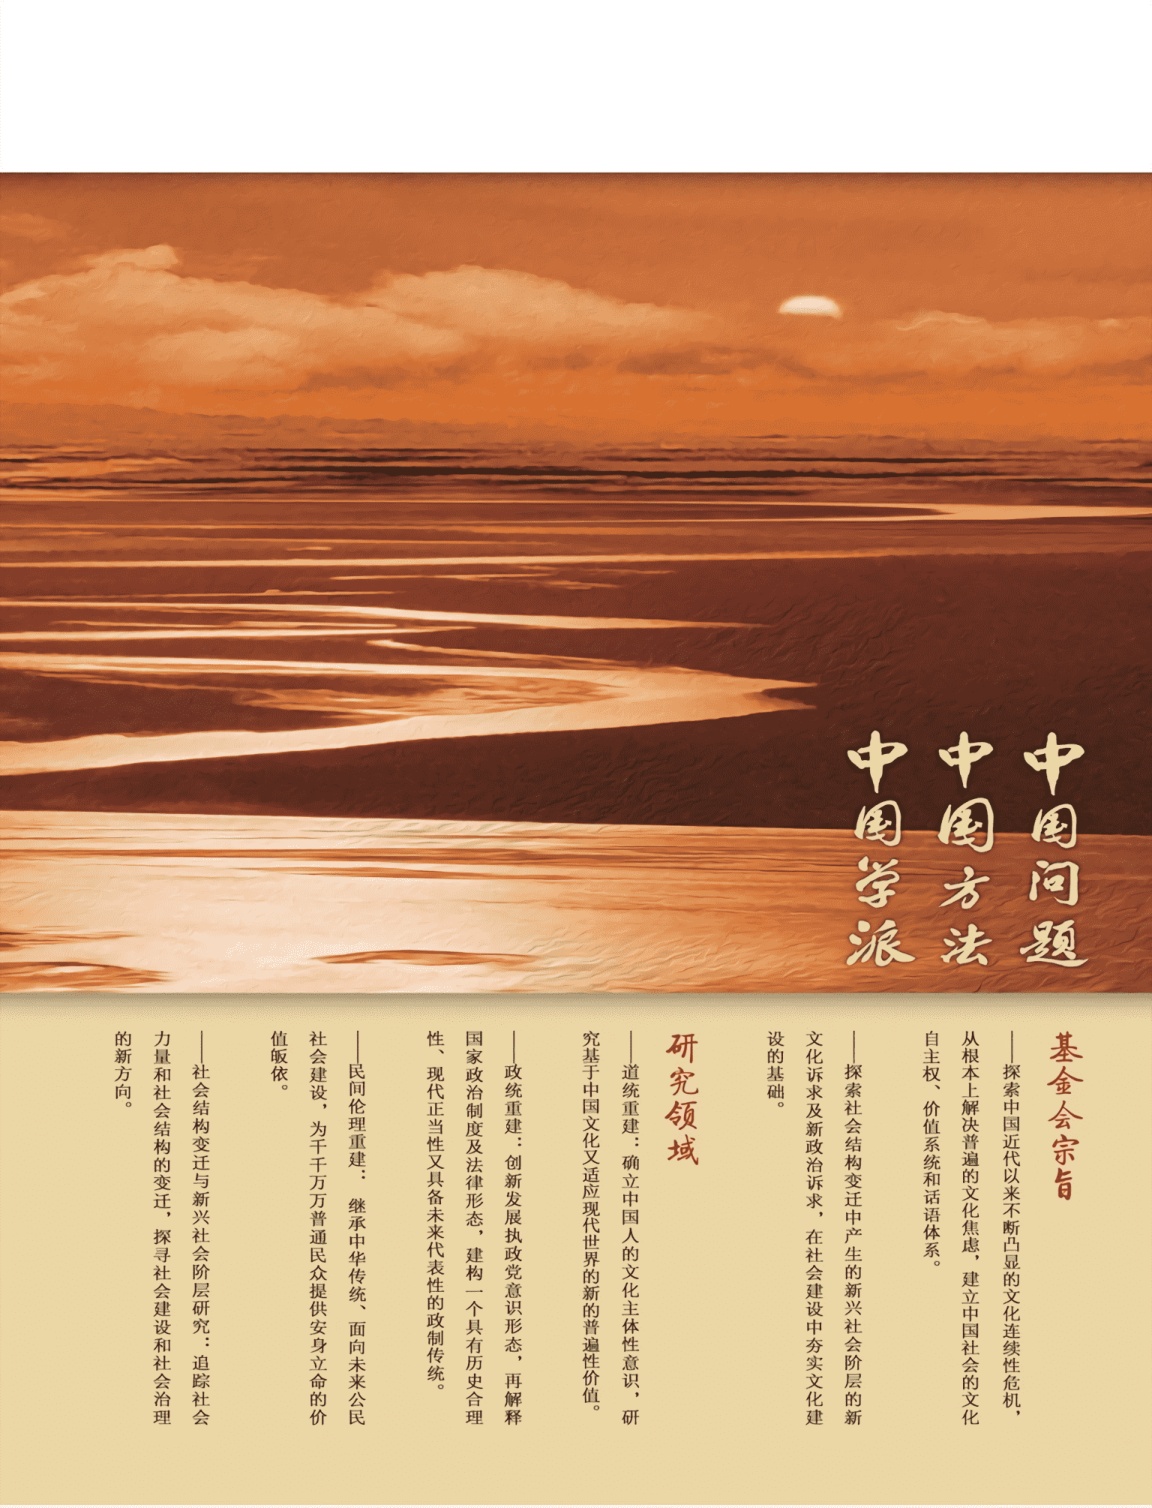 中国问题
中国方法
中国学派
基金会宗旨
——探索中国近代以来不断凸显的文化连续性危机，
从根本上解决普遍的文化焦虑，建立中国社会的文化
自主权、价值系统和话语体系。
——探索社会结构变迁中产生的新兴社会阶层的新
文化诉求及新政治诉求，在社会建设中夯实文化建
设的基础。
研究领域
——道统重建：确立中国人的文化主体性意识，研
究基于中国文化又适应现代世界的新的普遍性价值。
——政统重建：创新发展执政党意识形态，再解释
国家政治制度及法律形态，建构一个具有历史合理
性、现代正当性又具备未来代表性的政制传统。
——民间伦理重建：继承中华传统、面向未来公民
社会建设，为千千万万普通民众提供安身立命的价
值皈依。
——社会结构变迁与新兴社会阶层研究：追踪社会
力量和社会结构的变迁，探寻社会建设和社会治理
的新方向。